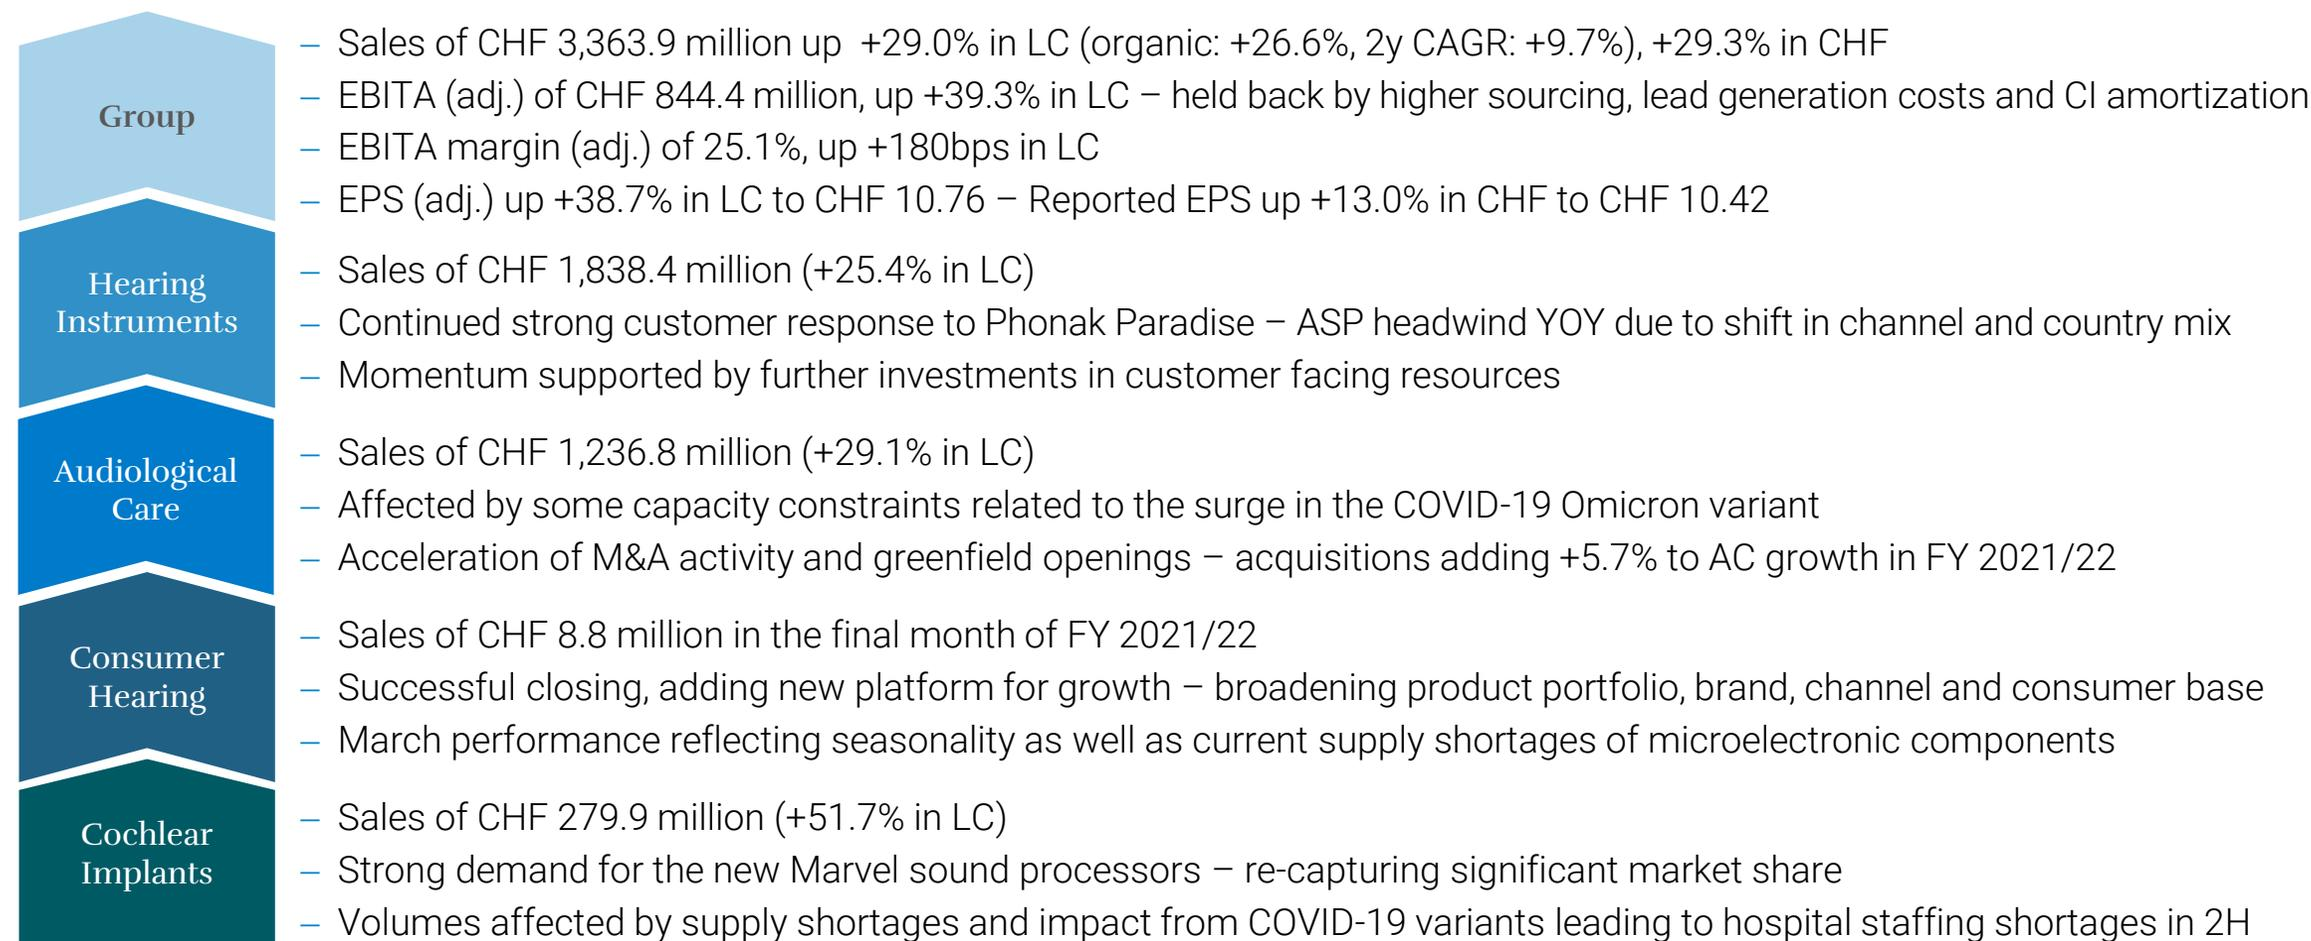 Group
– Sales of CHF 3,363.9 million up  +29.0% in LC (organic: +26.6%, 2y CAGR: +9.7%), +29.3% in CHF
– EBITA (adj.) of CHF 844.4 million, up +39.3% in LC – held back by higher sourcing, lead generation costs and CI amortization
– EBITA margin (adj.) of 25.1%, up +180bps in LC
– EPS (adj.) up +38.7% in LC to CHF 10.76 – Reported EPS up +13.0% in CHF to CHF 10.42
Hearing
Instruments
– Sales of CHF 1,838.4 million (+25.4% in LC)
– Continued strong customer response to Phonak Paradise – ASP headwind YOY due to shift in channel and country mix
– Momentum supported by further investments in customer facing resources
Audiological
Care
– Sales of CHF 1,236.8 million (+29.1% in LC)
– Affected by some capacity constraints related to the surge in the COVID-19 Omicron variant
– Acceleration of M&A activity and greenfield openings – acquisitions adding +5.7% to AC growth in FY 2021/22
Consumer
Hearing
– Sales of CHF 8.8 million in the final month of FY 2021/22
– Successful closing, adding new platform for growth – broadening product portfolio, brand, channel and consumer base
– March performance reflecting seasonality as well as current supply shortages of microelectronic components
Cochlear
Implants
– Sales of CHF 279.9 million (+51.7% in LC)
– Strong demand for the new Marvel sound processors – re-capturing significant market share
– Volumes affected by supply shortages and impact from COVID-19 variants leading to hospital staffing shortages in 2H